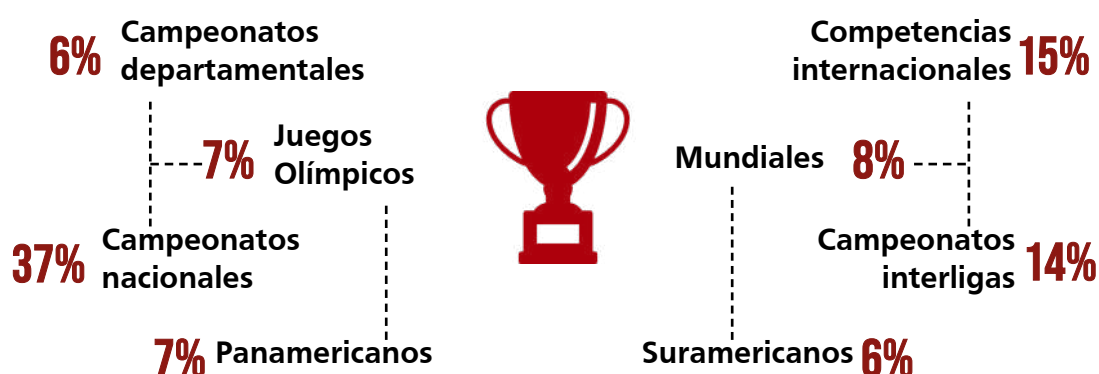 6%
Campeonatos
departamentales
7%
Juegos
Olímpicos
37%
Campeonatos
nacionales
7% Panamericanos
Competencias
internacionales
15%
Mundiales 8%
Campeonatos
interligas
14%
Suramericanos 6%